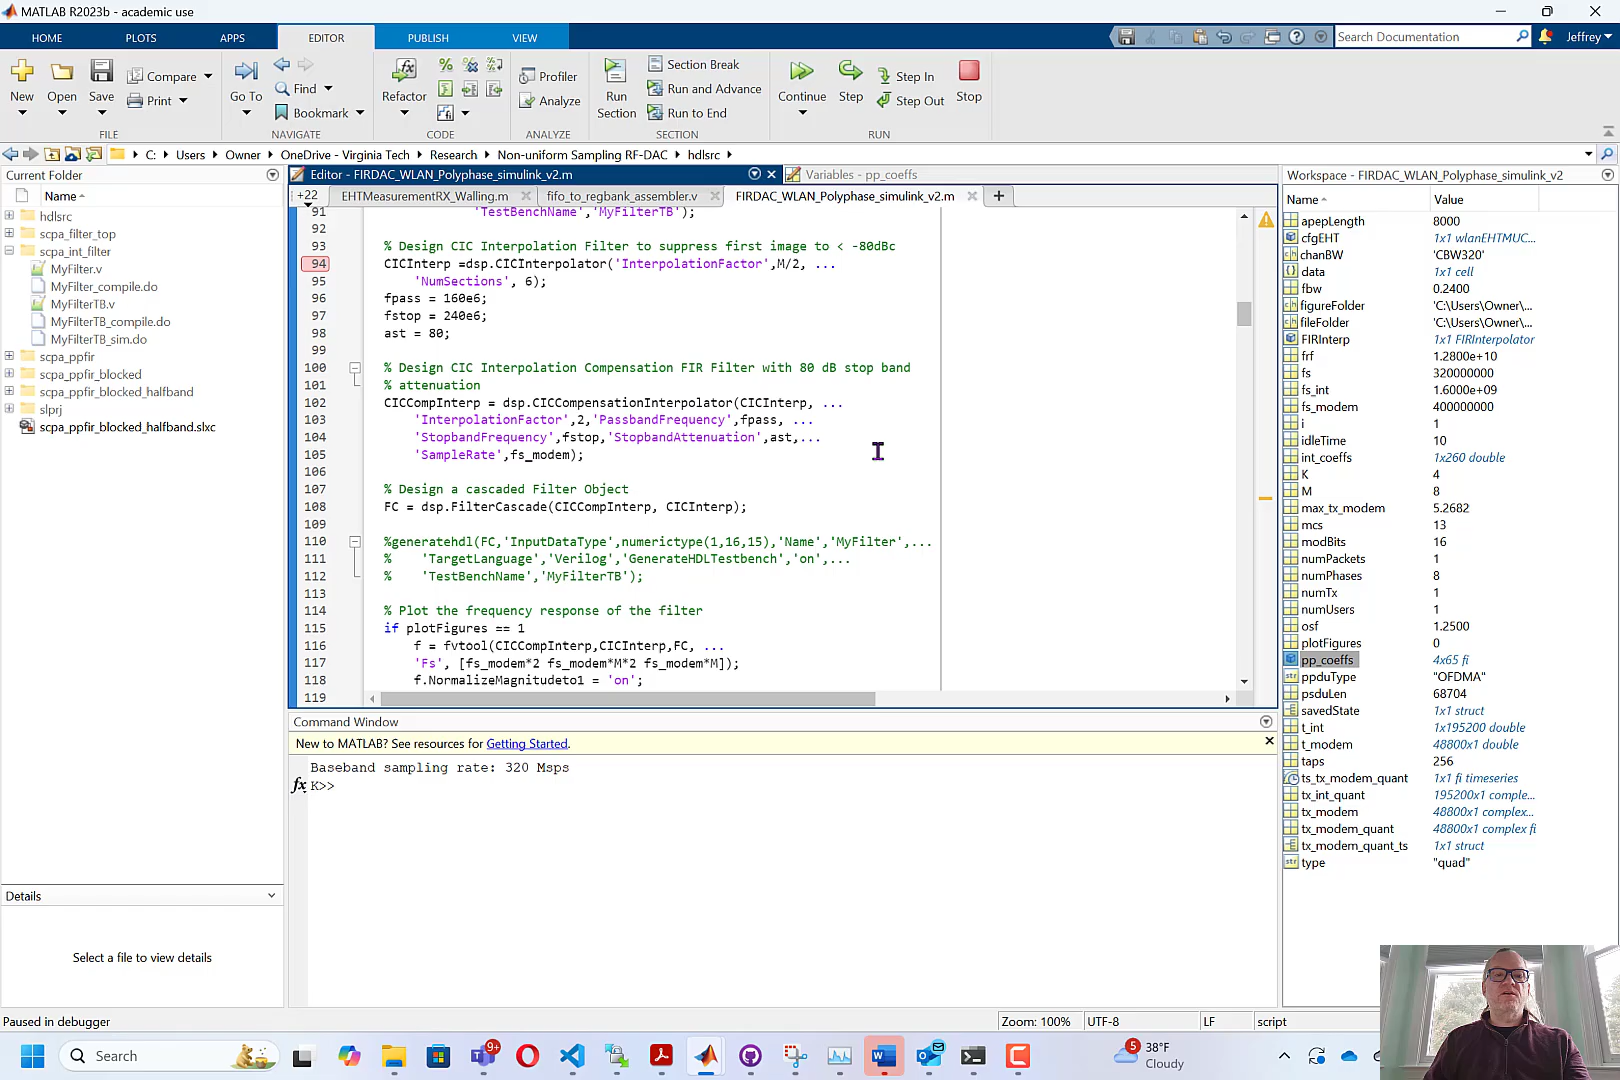 MATLAB R2023b - academic use
HOME
PLOTS
APPS
EDITOR
PUBLISH
VIEW
Search Documentation
Jeffrey
New
Open
Save
Compare
Print
FILE
Go To
Find
Bookmark
NAVIGATE
Refactor
CODE
Profiler
Analyze
ANALYZE
Run Section
Section Break
Run and Advance
Run to End
SECTION
Continue
Step
Step In
Step Out
Stop
RUN
C: Users Owner OneDrive - Virginia Tech Research Non-uniform Sampling RF-DAC hdlsrc
Current Folder
Name
hdlsrc
scpa_filter_top
scpa_int_filter
MyFilter.v
MyFilter_compile.do
MyFilterTB.v
MyFilterTB_compile.do
MyFilterTB_sim.do
scpa_ppfir
scpa_ppfir_blocked
scpa_ppfir_blocked_halfband
slprj
scpa_ppfir_blocked_halfband.slxc
Details
Select a file to view details
Editor - FIRDAC_WLAN_Polyphase_simulink_v2.m
Variables - pp_coeffs
+22
EHTMeasurementRX_Walling.m
fifo_to_regbank_assembler.v
FIRDAC_WLAN_Polyphase_simulink_v2.m
91 'TestBenchName','MyFilterTB');
92
93 % Design CIC Interpolation Filter to suppress first image to < -80dBc
94 CICInterp =dsp.CICInterpolator('InterpolationFactor',M/2, ...
95 'NumSections', 6);
96 fpass = 160e6;
97 fstop = 240e6;
98 ast = 80;
99
100 % Design CIC Interpolation Compensation FIR Filter with 80 dB stop band
101 % attenuation
102 CICCompInterp = dsp.CICCompensationInterpolator(CICInterp, ...
103 'InterpolationFactor',2,'PassbandFrequency',fpass, ...
104 'StopbandFrequency',fstop,'StopbandAttenuation',ast,...
105 'SampleRate',fs_modem);
106
107 % Design a cascaded Filter Object
108 FC = dsp.FilterCascade(CICCompInterp, CICInterp);
109
110 %generatehdl(FC,'InputDataType',numerictype(1,16,15),'Name','MyFilter',...
111 % 'TargetLanguage','Verilog','GenerateHDLTestbench','on',...
112 % 'TestBenchName','MyFilterTB');
113
114 % Plot the frequency response of the filter
115 if plotFigures == 1
116 f = fvtool(CICCompInterp,CICInterp,FC, ...
117 'Fs', [fs_modem*2 fs_modem*M*2 fs_modem*M]);
118 f.NormalizeMagnitudeto1 = 'on';
119
Command Window
New to MATLAB? See resources for Getting Started.
Baseband sampling rate: 320 Msps
fx K>>
Workspace - FIRDAC_WLAN_Polyphase_simulink_v2
Name Value
apepLength 8000
cfgEHT 1x1 wlanEHTMUC...
chanBW 'CBW320'
data 1x1 cell
fbw 0.2400
figureFolder 'C:\Users\Owner\...
fileFolder 'C:\Users\Owner\...
FIRInterp 1x1 FIRInterpolator
frf 1.2800e+10
fs 320000000
fs_int 1.6000e+09
fs_modem 400000000
i 1
idleTime 10
int_coeffs 1x260 double
K 4
M 8
max_tx_modem 5.2682
mcs 13
modBits 16
numPackets 1
numPhases 8
numTx 1
numUsers 1
osf 1.2500
plotFigures 0
pp_coeffs 4x65 fi
ppduType "OFDMA"
psduLen 68704
savedState 1x1 struct
t_int 1x195200 double
t_modem 48800x1 double
taps 256
ts_tx_modem_quant 1x1 fi timeseries
tx_int_quant 195200x1 comple...
tx_modem 48800x1 complex...
tx_modem_quant 48800x1 complex fi
tx_modem_quant_ts 1x1 struct
type "quad"
Paused in debugger
Zoom: 100%
UTF-8
LF
script
Search
9+
5
38°F
Cloudy